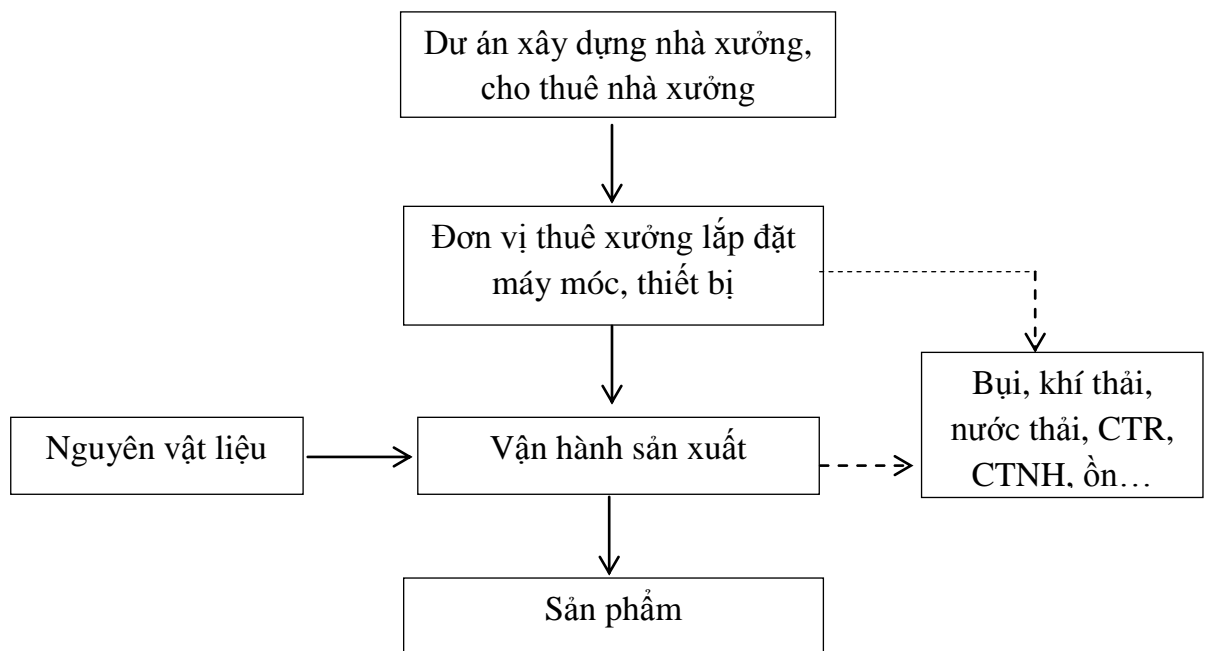 Dư án xây dựng nhà xưởng,
cho thuê nhà xưởng
Đơn vị thuê xưởng lắp đặt
máy móc, thiết bị
Bụi, khí thải,
nước thải, CTR,
CTNH, ồn…
Nguyên vật liệu
Vận hành sản xuất
Sản phẩm